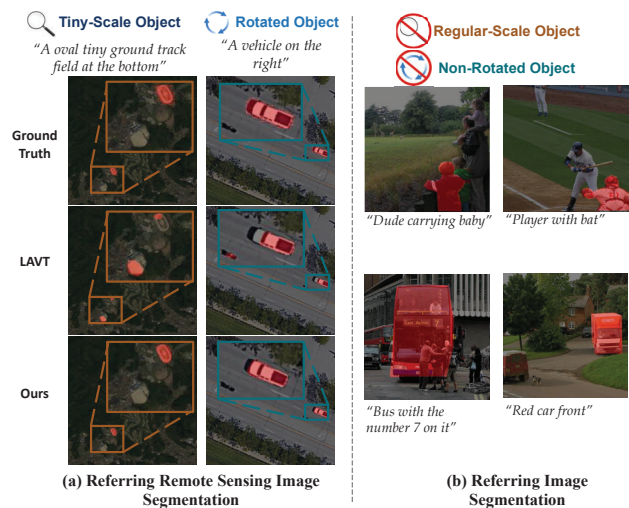 Tiny-Scale Object
Rotated Object
"A oval tiny ground track
field at the bottom"
"A vehicle on the
right"
Ground
Truth
LAVT
Ours
(a) Referring Remote Sensing Image
Segmentation
Regular-Scale Object
Non-Rotated Object
"Dude carrying baby"
"Player with bat"
7
"Bus with the
number 7 on it"
"Red car front"
(b) Referring Image
Segmentation